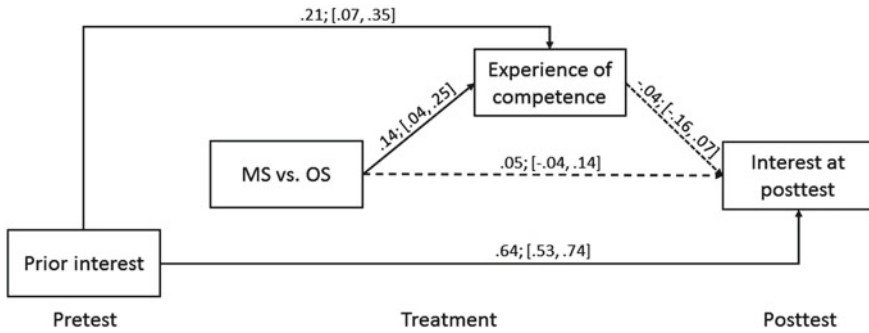 .21; [.07, .35]
Experience of
competence
.14; [.04, .25]
-.04; [-.16, .07]
MS vs. OS
.05; [-.04, .14]
Interest at
posttest
Prior interest
.64; [.53, .74]
Pretest
Treatment
Posttest